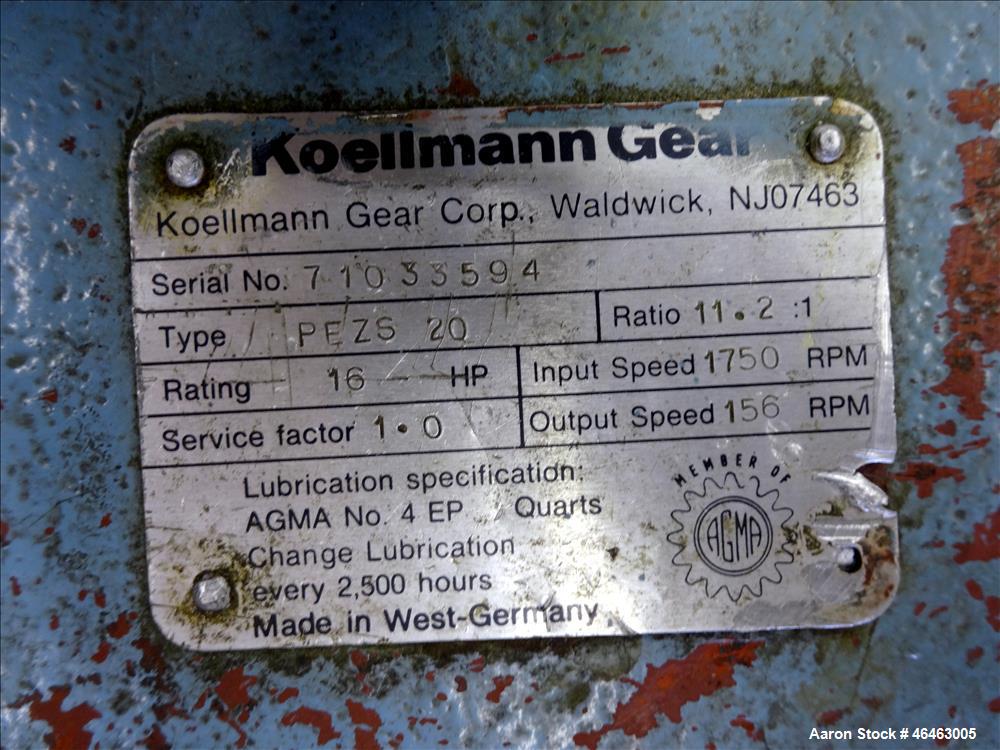 Koellmann Gear
Koellmann Gear Corp., Waldwick, NJ07463
Serial No. 71033594
Type PEZS 20 Ratio 11.2 :1
Rating 16 HP Input Speed 1750 RPM
Service factor 1.0 Output Speed 156 RPM
Lubrication specification:
AGMA No. 4 EP Quarts
Change Lubrication
every 2,500 hours
Made in West-Germany
MEMBER OF
AGMA
Aaron Stock # 46463005